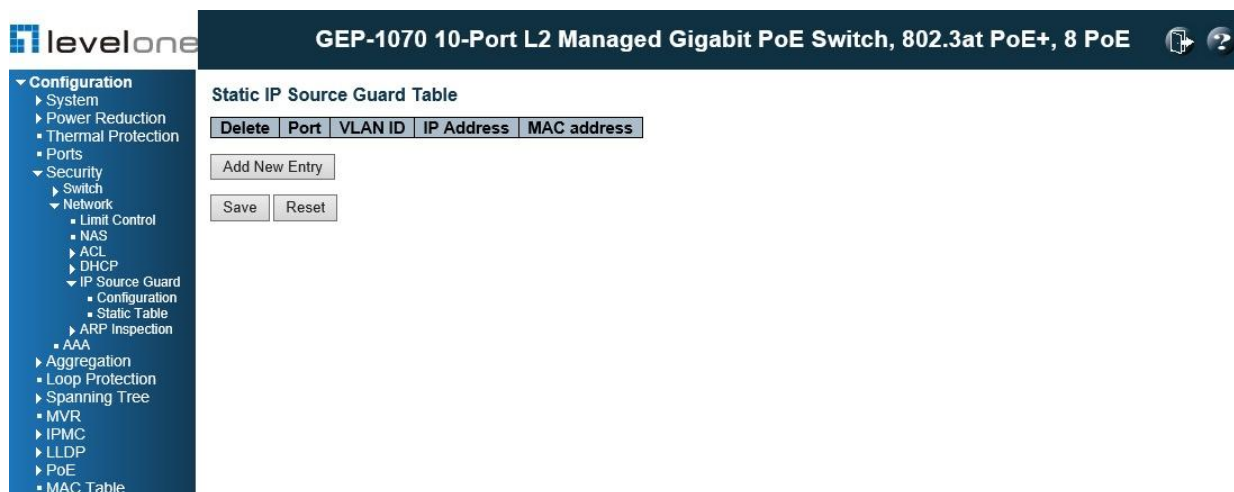 levelone
GEP-1070 10-Port L2 Managed Gigabit PoE Switch, 802.3at PoE+, 8 PoE
?
Configuration
System
Power Reduction
Thermal Protection
Ports
Security
Switch
Network
Limit Control
NAS
ACL
DHCP
IP Source Guard
Configuration
Static Table
ARP Inspection
AAA
Aggregation
Loop Protection
Spanning Tree
MVR
IPMC
LLDP
PoE
MAC Table
Static IP Source Guard Table
Delete Port VLAN ID IP Address MAC address
Add New Entry
Save Reset